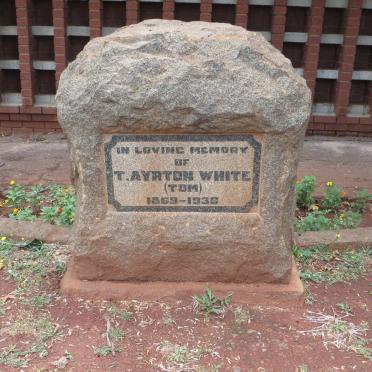 IN LOVING MEMORY
OF
T. AYRTON WHITE
(TOM)
1869-1936